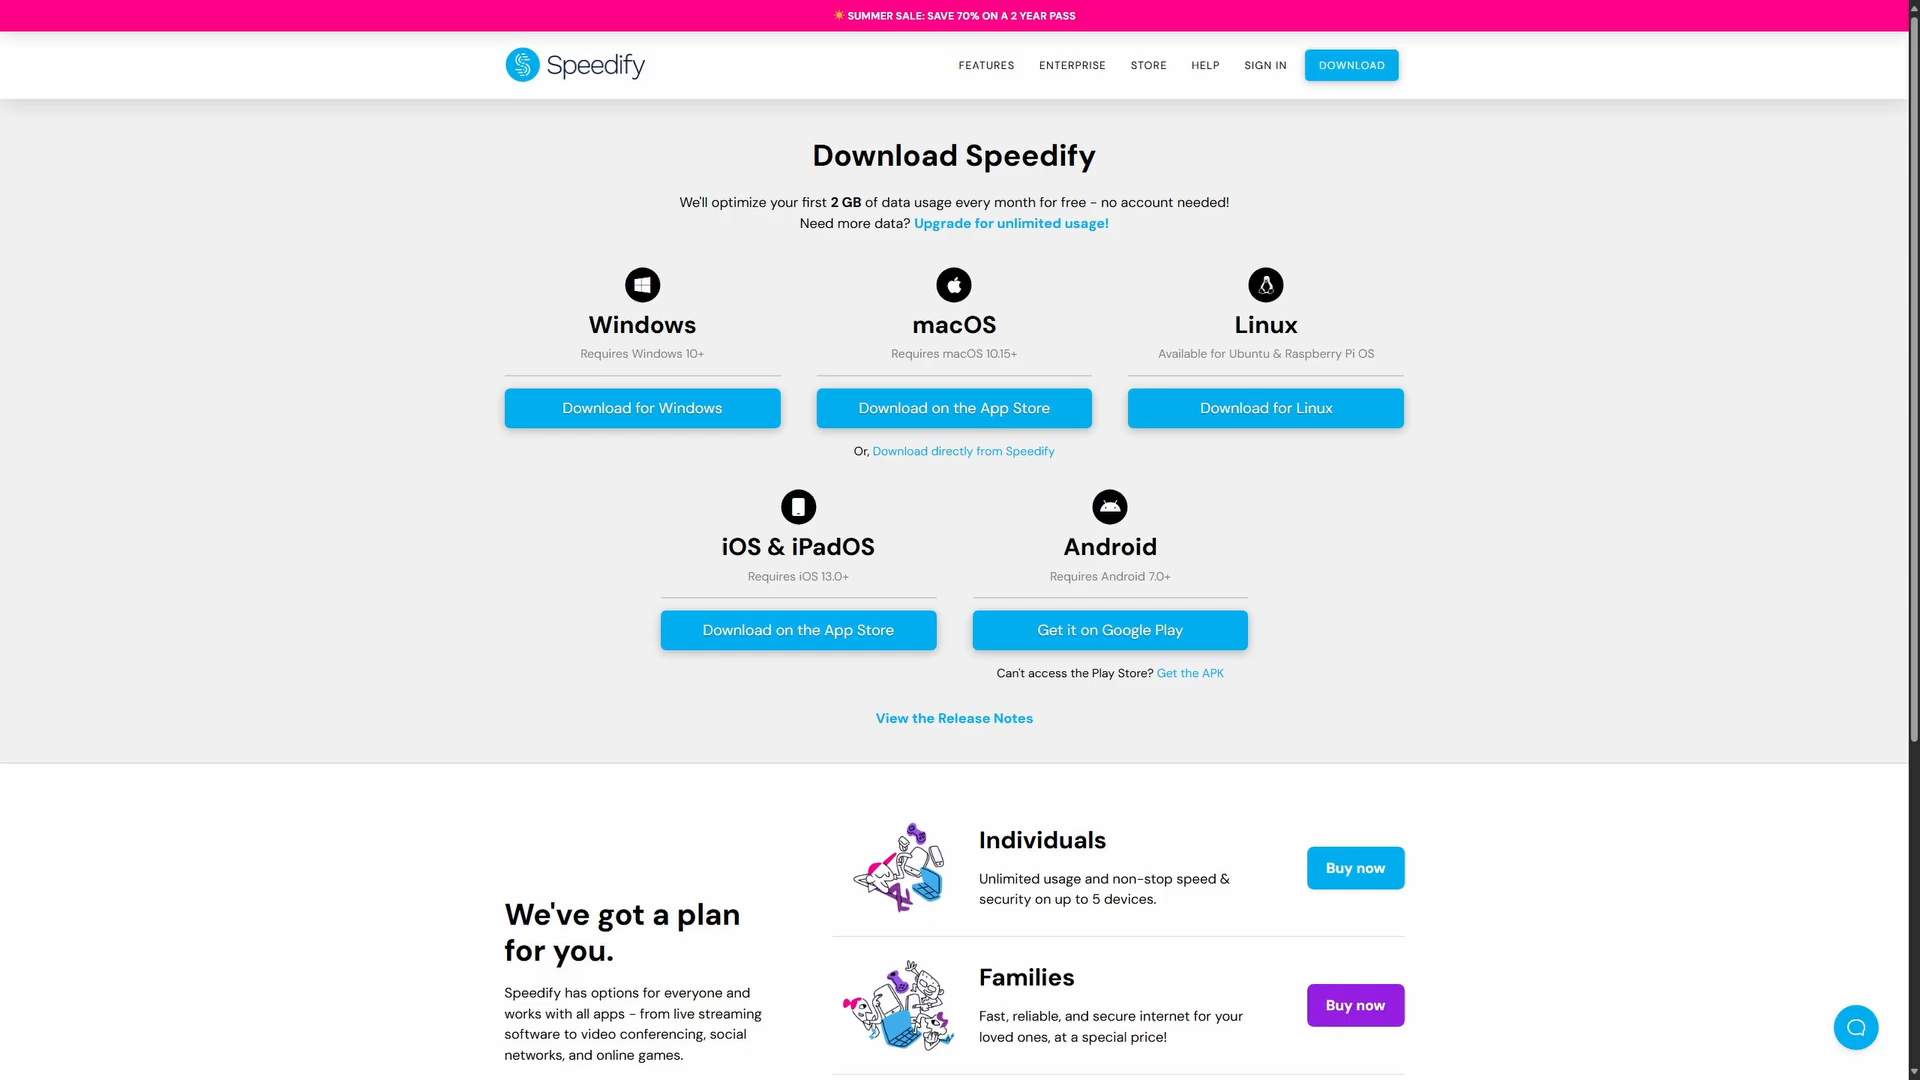 ☀️ SUMMER SALE: SAVE 70% ON A 2 YEAR PASS
Speedify
FEATURES
ENTERPRISE
STORE
HELP
SIGN IN
DOWNLOAD
Download Speedify
We'll optimize your first 2 GB of data usage every month for free - no account needed!
Need more data? Upgrade for unlimited usage!
Windows
Requires Windows 10+
Download for Windows
macOS
Requires macOS 10.15+
Download on the App Store
Or, Download directly from Speedify
Linux
Available for Ubuntu & Raspberry Pi OS
Download for Linux
iOS & iPadOS
Requires iOS 13.0+
Download on the App Store
Android
Requires Android 7.0+
Get it on Google Play
Can't access the Play Store? Get the APK
View the Release Notes
We've got a plan
for you.
Speedify has options for everyone and
works with all apps - from live streaming
software to video conferencing, social
networks, and online games.
Individuals
Unlimited usage and non-stop speed &
security on up to 5 devices.
Buy now
Families
Fast, reliable, and secure internet for your
loved ones, at a special price!
Buy now